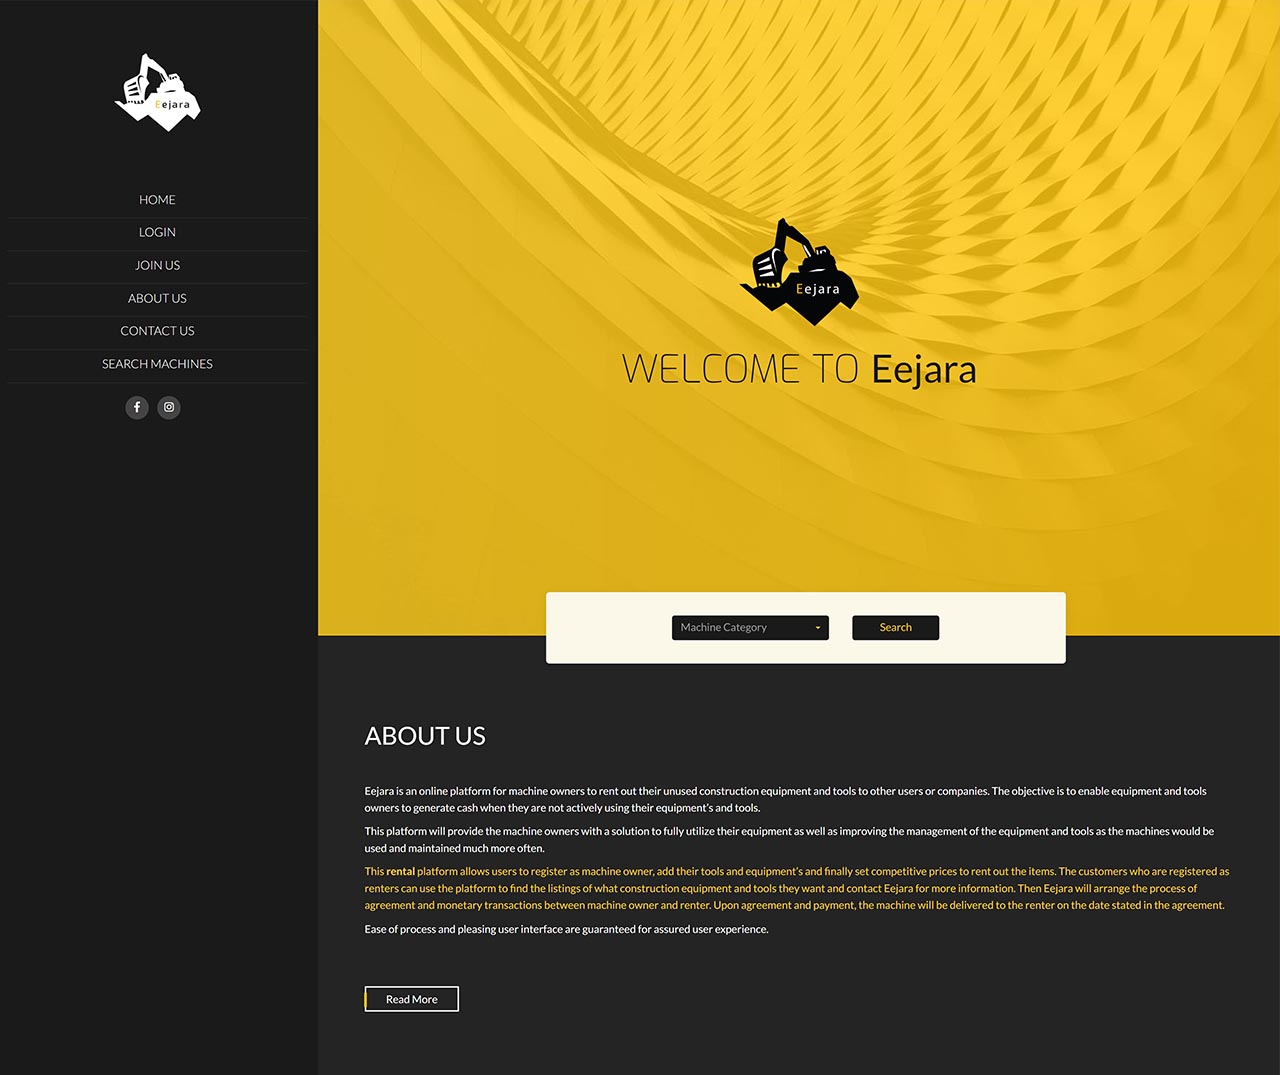 Eejara
HOME
LOGIN
JOIN US
ABOUT US
CONTACT US
SEARCH MACHINES
Eejara
WELCOME TO Eejara
Machine Category
Search
ABOUT US
Eejara is an online platform for machine owners to rent out their unused construction equipment and tools to other users or companies. The objective is to enable equipment and tools
owners to generate cash when they are not actively using their equipment's and tools.
This platform will provide the machine owners with a solution to fully utilize their equipment as well as improving the management of the equipment and tools as the machines would be
used and maintained much more often.
This rental platform allows users to register as machine owner, add their tools and equipment's and finally set competitive prices to rent out the items. The customers who are registered as
renters can use the platform to find the listings of what construction equipment and tools they want and contact Eejara for more information. Then Eejara will arrange the process of
agreement and monetary transactions between machine owner and renter. Upon agreement and payment, the machine will be delivered to the renter on the date stated in the agreement.
Ease of process and pleasing user interface are guaranteed for assured user experience.
Read More